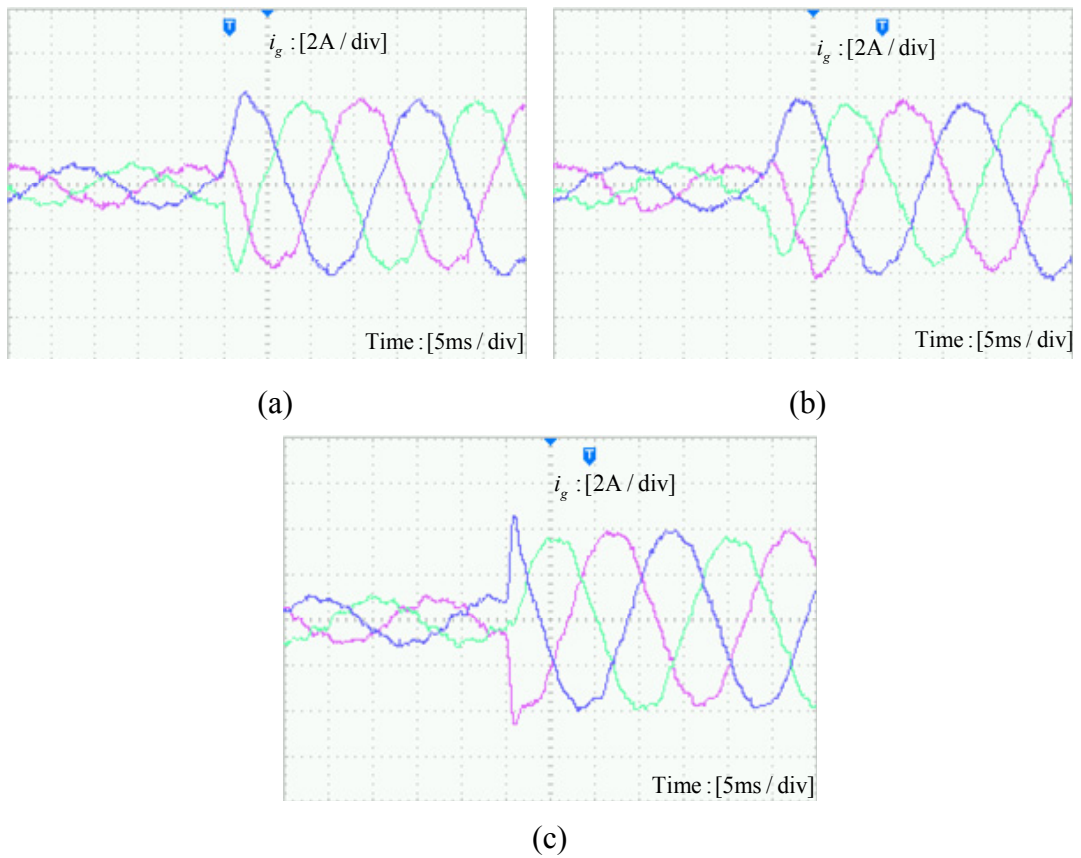 T
i_g : [2A / div]
Time : [5ms / div]
(a)
T
i_g : [2A / div]
Time : [5ms / div]
(b)
T
i_g : [2A / div]
Time : [5ms / div]
(c)